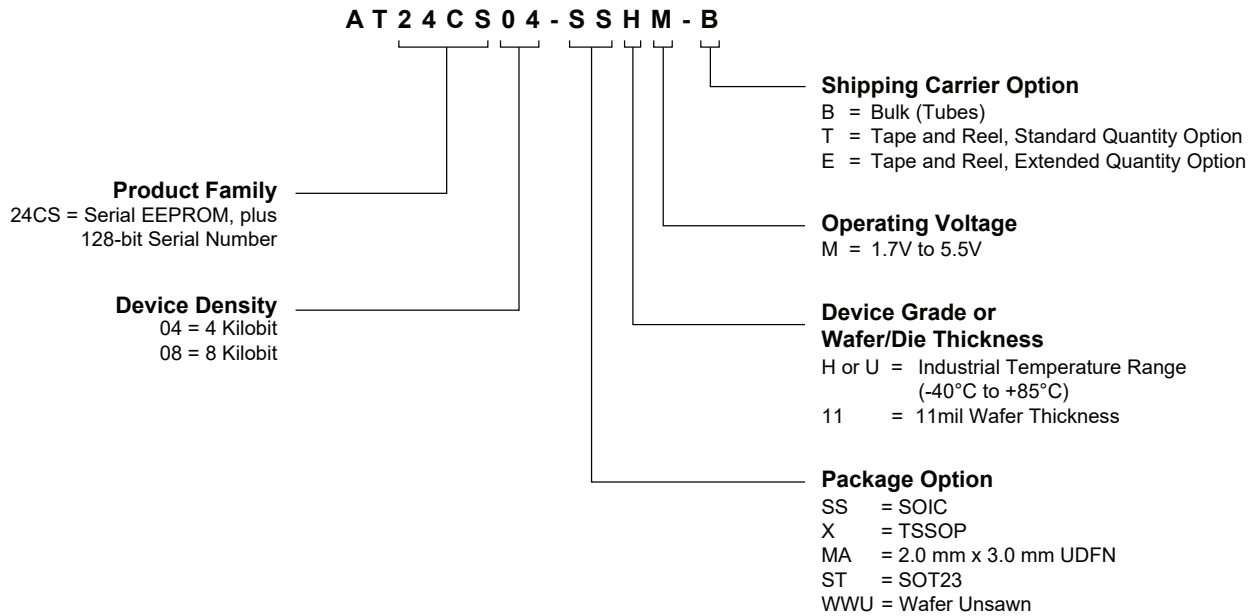 AT24CS04-SSHM-B
Shipping Carrier Option
B = Bulk (Tubes)
T = Tape and Reel, Standard Quantity Option
E = Tape and Reel, Extended Quantity Option
Product Family
24CS = Serial EEPROM, plus
128-bit Serial Number
Operating Voltage
M = 1.7V to 5.5V
Device Density
04 = 4 Kilobit
08 = 8 Kilobit
Device Grade or
Wafer/Die Thickness
H or U = Industrial Temperature Range
(-40°C to +85°C)
11 = 11mil Wafer Thickness
Package Option
SS = SOIC
X = TSSOP
MA = 2.0 mm x 3.0 mm UDFN
ST = SOT23
WWU = Wafer Unsawn